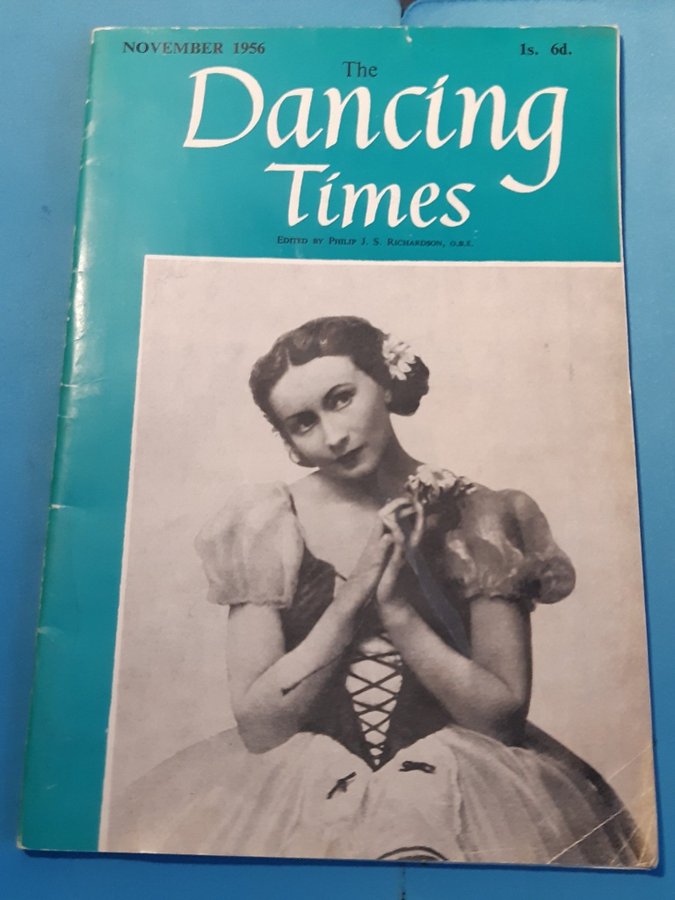 NOVEMBER 1956 1s. 6d.
The
Dancing
Times
EDITED BY PHILIP J. S. RICHARDSON, O.B.E.